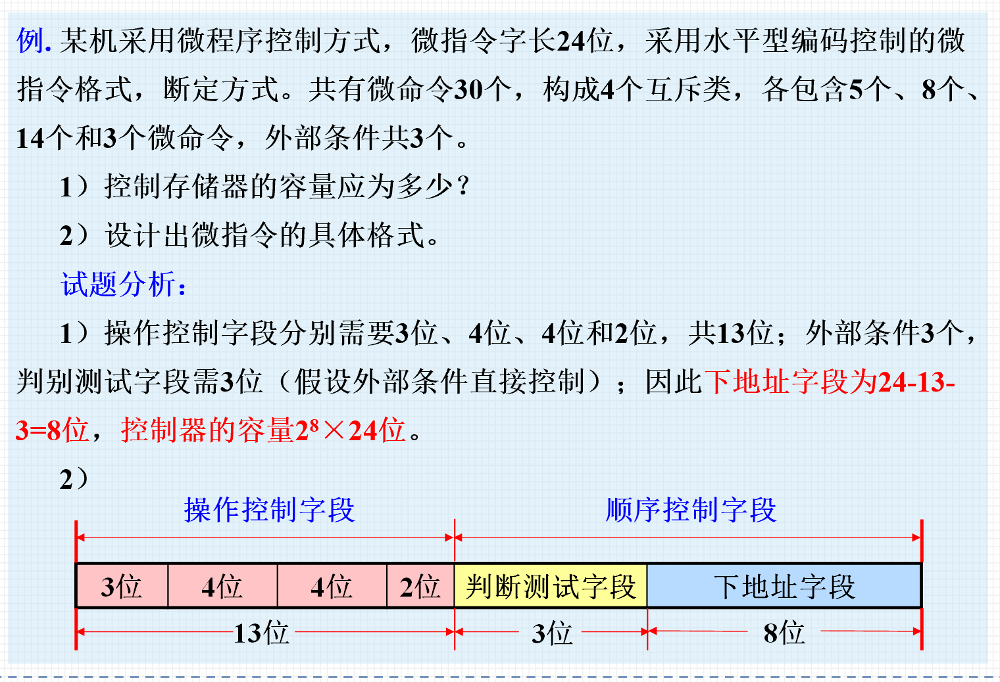 例. 某机采用微程序控制方式，微指令字长24位，采用水平型编码控制的微
指令格式，断定方式。共有微命令30个，构成4个互斥类，各包含5个、8个、
14个和3个微命令，外部条件共3个。
1）控制存储器的容量应为多少？
2）设计出微指令的具体格式。
试题分析：
1）操作控制字段分别需要3位、4位、4位和2位，共13位；外部条件3个，
判别测试字段需3位（假设外部条件直接控制）；因此下地址字段为24-13-
3=8位，控制器的容量2⁸×24位。
2）
操作控制字段 顺序控制字段
3位 4位 4位 2位 判断测试字段 下地址字段
13位 3位 8位